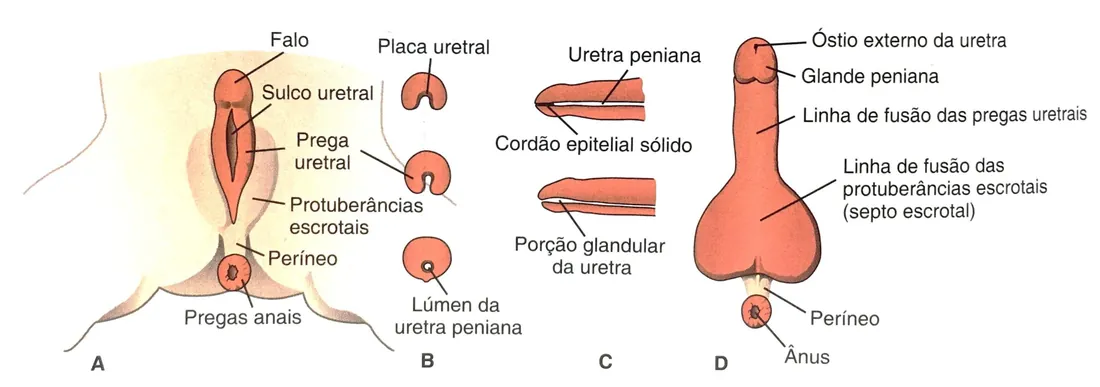 Falo
Sulco uretral
Prega
uretral
Protuberâncias
escrotais
Períneo
Pregas anais
A
Placa uretral
Lúmen da
uretra peniana
B
Uretra peniana
Cordão epitelial sólido
Porção glandular
da uretra
C
Óstio externo da uretra
Glande peniana
Linha de fusão das pregas uretrais
Linha de fusão das
protuberâncias escrotais
(septo escrotal)
Períneo
Ânus
D